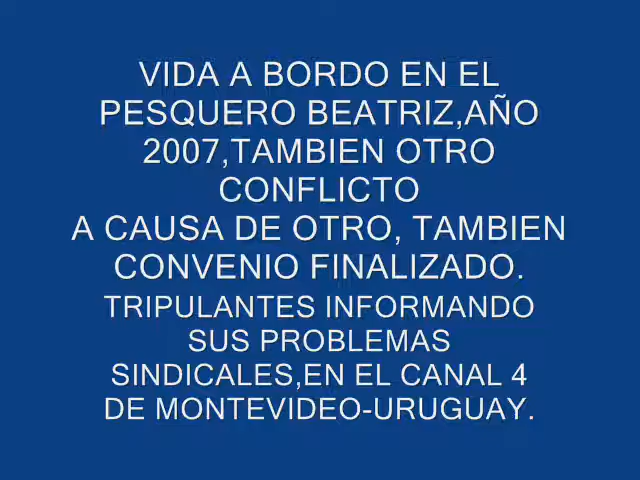 VIDA A BORDO EN EL
PESQUERO BEATRIZ,AÑO
2007,TAMBIEN OTRO
CONFLICTO
A CAUSA DE OTRO, TAMBIEN
CONVENIO FINALIZADO.
TRIPULANTES INFORMANDO
SUS PROBLEMAS
SINDICALES,EN EL CANAL 4
DE MONTEVIDEO-URUGUAY.